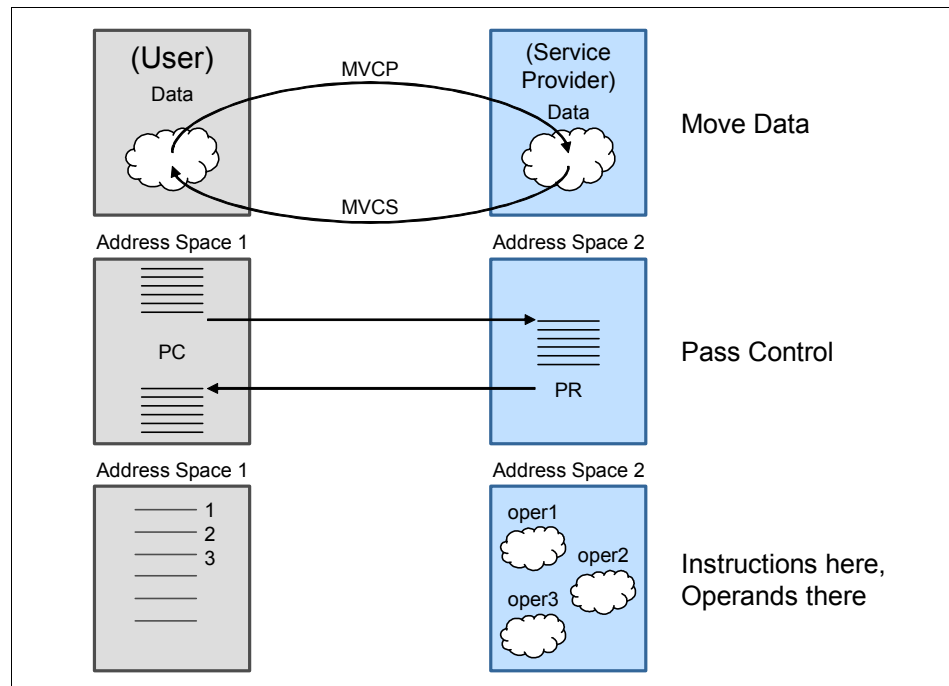 (User)
Data
MVCP
(Service
Provider)
Data
Move Data
MVCS
Address Space 1
Address Space 2
PC
PR
Pass Control
Address Space 1
Address Space 2
1
2
3
oper1
oper2
oper3
Instructions here,
Operands there